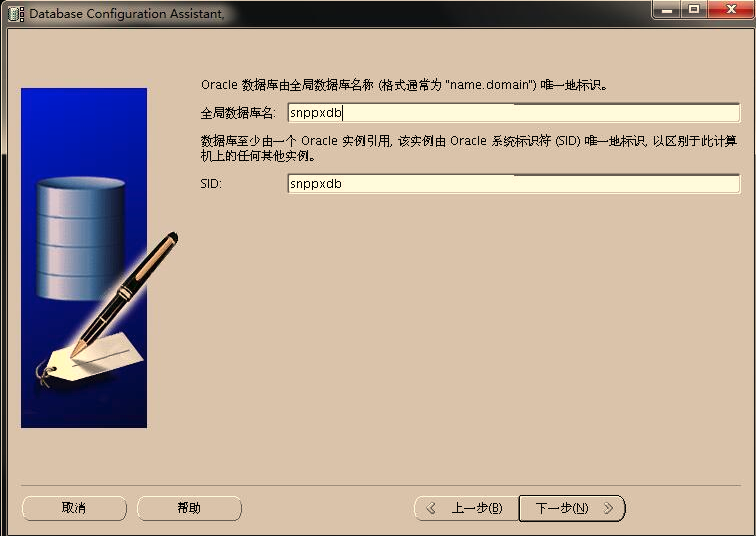 Database Configuration Assistant,
Oracle 数据库由全局数据库名称 (格式通常为 "name.domain") 唯一地标识。
全局数据库名: snppxdb
数据库至少由一个 Oracle 实例引用, 该实例由 Oracle 系统标识符 (SID) 唯一地标识, 以区别于此计算
机上的任何其他实例。
SID: snppxdb
取消 帮助 上一步(B) 下一步(N)